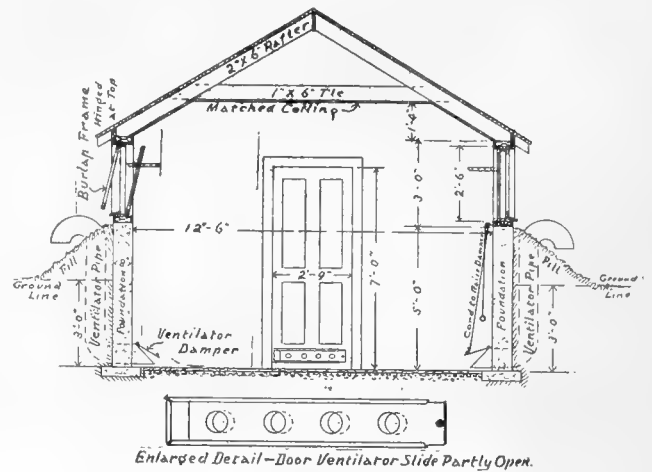 2"X 6" Rafter
1" X 6" Tie
Matched Ceiling
1'-4"
Burlap Frame
Hinged
at Top
3'-0"
2'-6"
12'-6"
Fill
Fill
Ground
Line
Ground
Line
Ventilator Pipe
Foundation
2'-9"
7'-0"
5'-0"
Cord to Raise Damper
Foundation
Ventilator Pipe
3'-0"
3'-0"
Ventilator
Damper
Enlarged Detail-Door Ventilator Slide Partly Open.